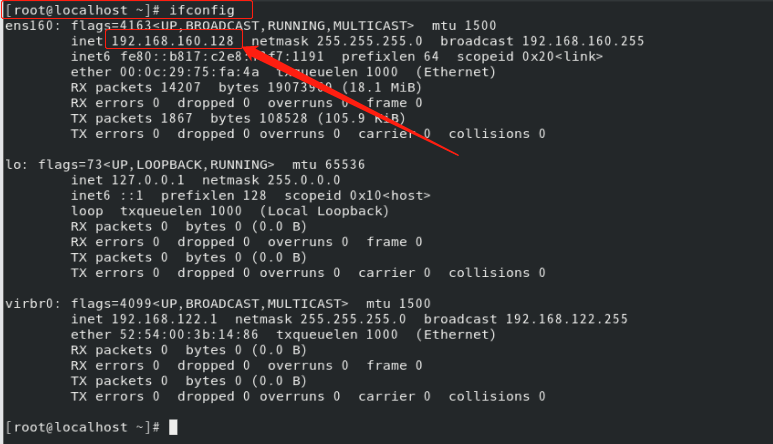 [root@localhost ~]# ifconfig
ens160: flags=4163<UP,BROADCAST,RUNNING,MULTICAST>  mtu 1500
        inet 192.168.160.128  netmask 255.255.255.0  broadcast 192.168.160.255
        inet6 prefixlen 64  scopeid 0x20<link>
        ether 00:0c:29:75:fa:4a  txqueuelen 1000  (Ethernet)
        RX packets 14207  bytes (18.1 MiB)
        RX errors 0  dropped 0  overruns 0  frame 0
        TX packets 1867  bytes 108528 (105.9 KiB)
        TX errors 0  dropped 0 overruns 0  carrier 0  collisions 0
lo: flags=73<UP,LOOPBACK,RUNNING>  mtu 65536
        inet 127.0.0.1  netmask 255.0.0.0
        inet6 ::1  prefixlen 128  scopeid 0x10<host>
        loop  txqueuelen 1000  (Local Loopback)
        RX packets 0  bytes 0 (0.0 B)
        RX errors 0  dropped 0  overruns 0  frame 0
        TX packets 0  bytes 0 (0.0 B)
        TX errors 0  dropped 0 overruns 0  carrier 0  collisions 0
virbr0: flags=4099<UP,BROADCAST,MULTICAST>  mtu 1500
        inet 192.168.122.1  netmask 255.255.255.0  broadcast 192.168.122.255
        ether 52:54:00:3b:14:86  txqueuelen 1000  (Ethernet)
        RX packets 0  bytes 0 (0.0 B)
        RX errors 0  dropped 0  overruns 0  frame 0
        TX packets 0  bytes 0 (0.0 B)
        TX errors 0  dropped 0 overruns 0  carrier 0  collisions 0
[root@localhost ~]#